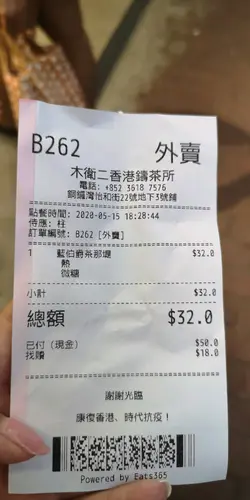 B262 外賣
木衛二香港鑄茶所
電話: +852 3618 7576
銅鑼灣怡和街22號地下3號舖
點餐時間: 2020-05-15 18:28:44
侍應: 柱
訂單編號: B262 [外賣]
1 藍伯爵茶那堤 $32.0
熱
微糖
小計 $32.0
總額 $32.0
已付 (現金) $50.0
找贖 $18.0
謝謝光臨
康復香港、時代抗疫！
Powered by Eats365